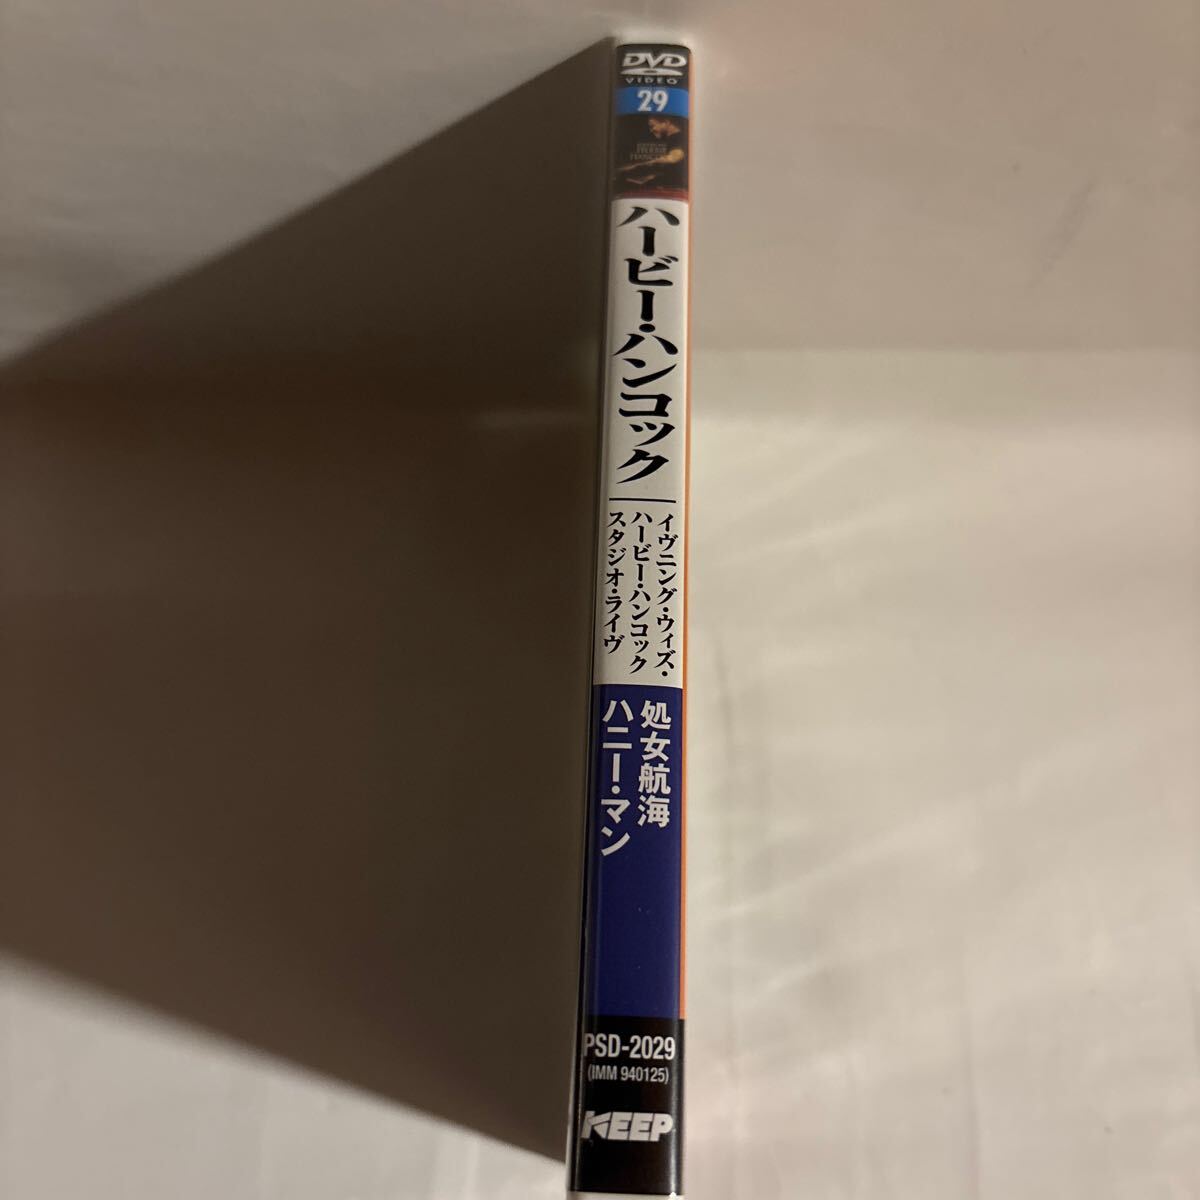 DVD
VIDEO
29
ハービー・ハンコック
イヴニング・ウィズ・
ハービー・ハンコック
スタジオ・ライヴ
処女航海
ハニー・マン
PSD-2029
(IMM 940125)
KEEP